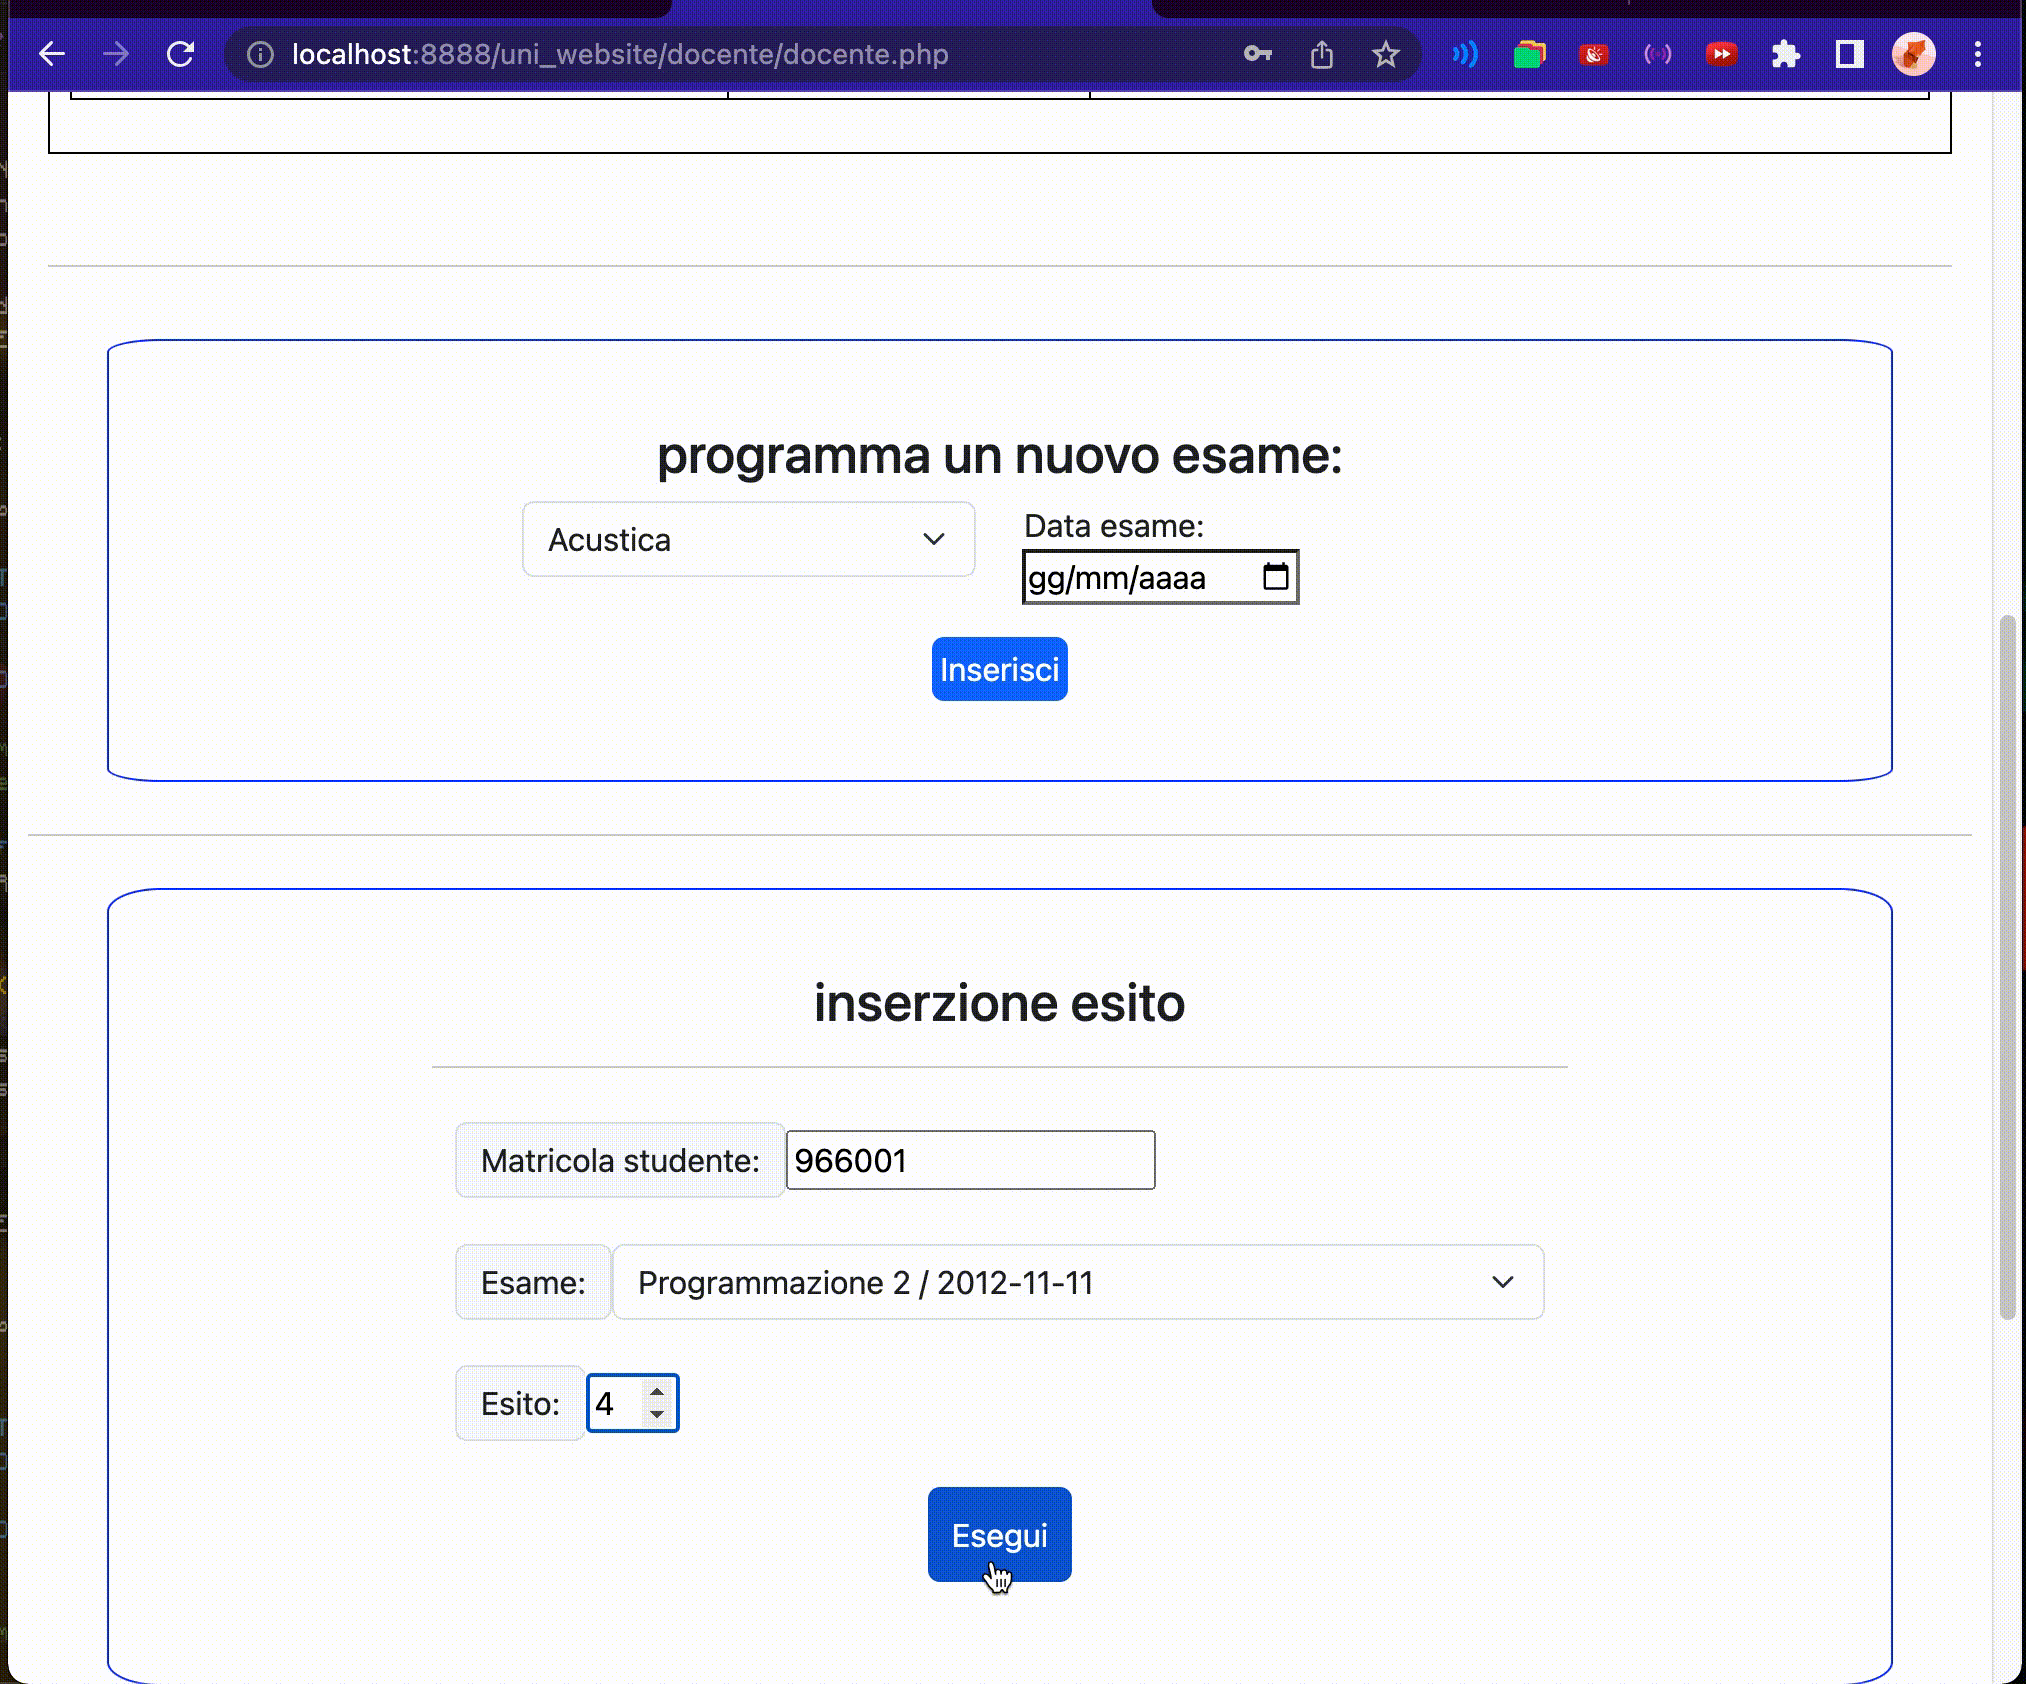 localhost:8888/uni_website/docente/docente.php
programma un nuovo esame:
Acustica
Data esame:
gg/mm/aaaa
Inserisci
inserzione esito
Matricola studente: 966001
Esame: Programmazione 2 / 2012-11-11
Esito: 4
Esegui